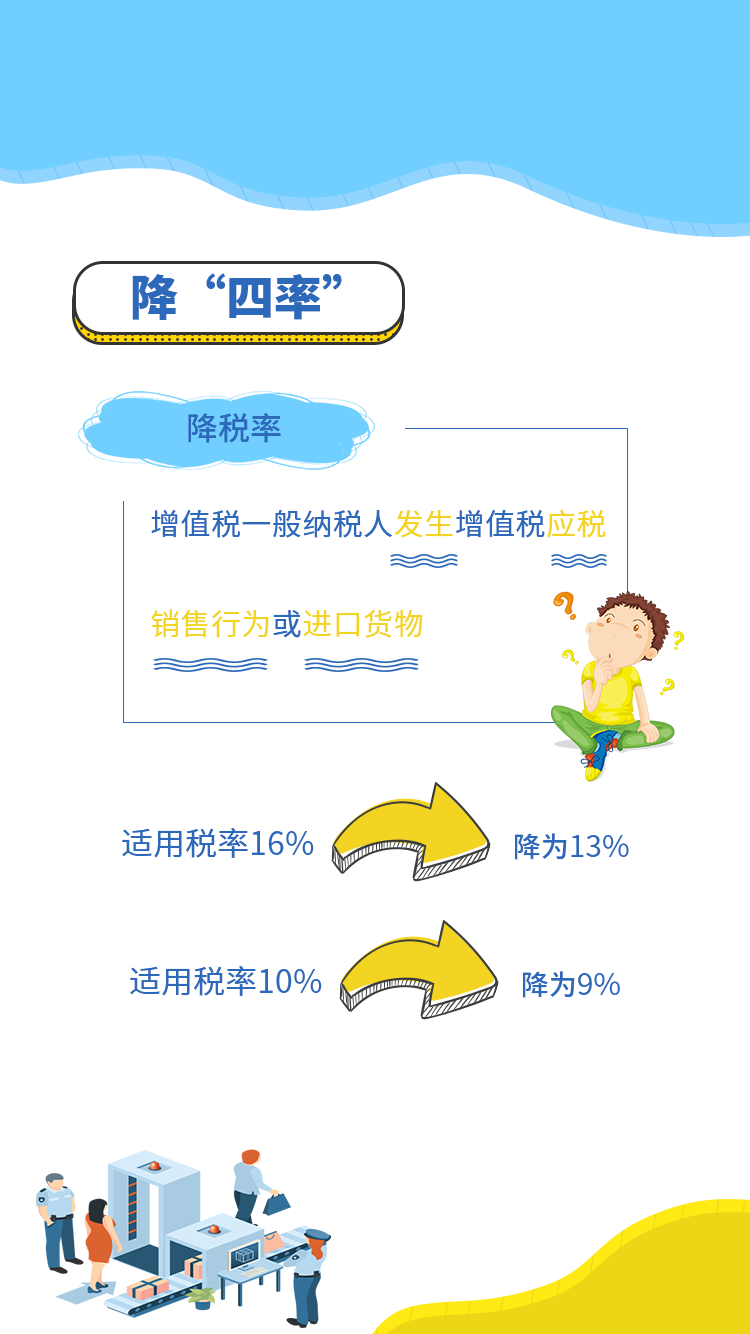 降“四率”
降税率
增值税一般纳税人发生增值税应税
销售行为或进口货物
适用税率16% 降为13%
适用税率10% 降为9%